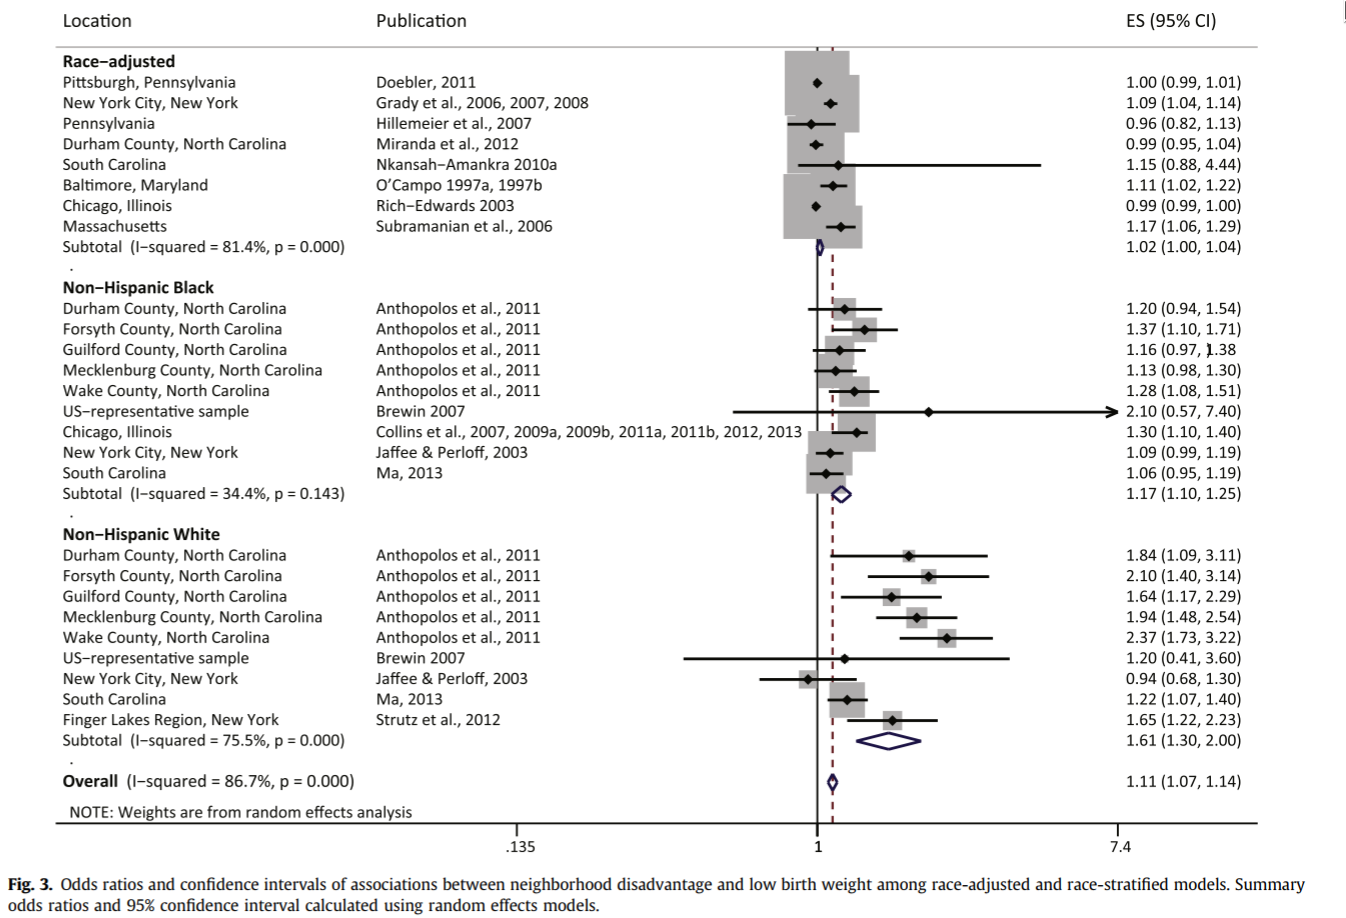 Location Publication ES (95% CI)
Race−adjusted
Pittsburgh, Pennsylvania Doebler, 2011 1.00 (0.99, 1.01)
New York City, New York Grady et al., 2006, 2007, 2008 1.09 (1.04, 1.14)
Pennsylvania Hillemeier et al., 2007 0.96 (0.82, 1.13)
Durham County, North Carolina Miranda et al., 2012 0.99 (0.95, 1.04)
South Carolina Nkansah−Amankra 2010a 1.15 (0.88, 4.44)
Baltimore, Maryland O'Campo 1997a, 1997b 1.11 (1.02, 1.22)
Chicago, Illinois Rich−Edwards 2003 0.99 (0.99, 1.00)
Massachusetts Subramanian et al., 2006 1.17 (1.06, 1.29)
Subtotal (I−squared = 81.4%, p = 0.000) 1.02 (1.00, 1.04)
.
Non−Hispanic Black
Durham County, North Carolina Anthopolos et al., 2011 1.20 (0.94, 1.54)
Forsyth County, North Carolina Anthopolos et al., 2011 1.37 (1.10, 1.71)
Guilford County, North Carolina Anthopolos et al., 2011 1.16 (0.97, 1.38
Mecklenburg County, North Carolina Anthopolos et al., 2011 1.13 (0.98, 1.30)
Wake County, North Carolina Anthopolos et al., 2011 1.28 (1.08, 1.51)
US−representative sample Brewin 2007 2.10 (0.57, 7.40)
Chicago, Illinois Collins et al., 2007, 2009a, 2009b, 2011a, 2011b, 2012, 2013 1.30 (1.10, 1.40)
New York City, New York Jaffee & Perloff, 2003 1.09 (0.99, 1.19)
South Carolina Ma, 2013 1.06 (0.95, 1.19)
Subtotal (I−squared = 34.4%, p = 0.143) 1.17 (1.10, 1.25)
.
Non−Hispanic White
Durham County, North Carolina Anthopolos et al., 2011 1.84 (1.09, 3.11)
Forsyth County, North Carolina Anthopolos et al., 2011 2.10 (1.40, 3.14)
Guilford County, North Carolina Anthopolos et al., 2011 1.64 (1.17, 2.29)
Mecklenburg County, North Carolina Anthopolos et al., 2011 1.94 (1.48, 2.54)
Wake County, North Carolina Anthopolos et al., 2011 2.37 (1.73, 3.22)
US−representative sample Brewin 2007 1.20 (0.41, 3.60)
New York City, New York Jaffee & Perloff, 2003 0.94 (0.68, 1.30)
South Carolina Ma, 2013 1.22 (1.07, 1.40)
Finger Lakes Region, New York Strutz et al., 2012 1.65 (1.22, 2.23)
Subtotal (I−squared = 75.5%, p = 0.000) 1.61 (1.30, 2.00)
.
Overall (I−squared = 86.7%, p = 0.000) 1.11 (1.07, 1.14)
NOTE: Weights are from random effects analysis
.135 1 7.4
Fig. 3. Odds ratios and confidence intervals of associations between neighborhood disadvantage and low birth weight among race-adjusted and race-stratified models. Summary
odds ratios and 95% confidence interval calculated using random effects models.